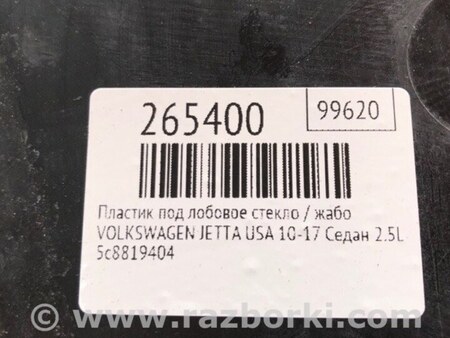 265400
99620
Пластик под лобовое стекло / жабо
VOLKSWAGEN JETTA USA 10-17 Седан 2.5L
5c8819404
© www.razborki.com